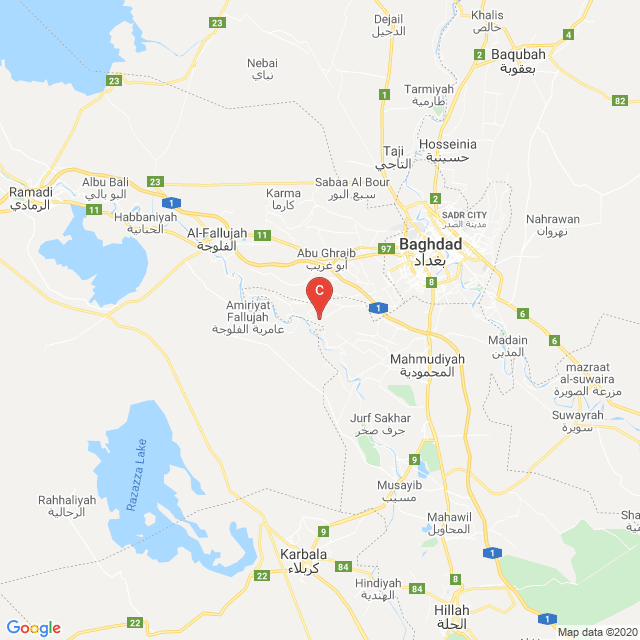 Dejail
الدجيل
Khalis
خالص
23
Baqubah
بعقوبة
9
97
Nebai
نباي
23
Tarmiyah
طارمية
82
1
Hosseinia
حسينية
Taji
التاجي
Albu Bali
البو بالي
23
Sabaa Al Bour
سبع البور
Ramadi
الرمادي
Karma
كارما
2
1
11
SADR CITY
مدينة الصدر
Habbaniyah
الحبانية
Nahrawan
نهروان
Al-Fallujah
الفلوجة
11
Baghdad
بغداد
Abu Ghraib
أبو غريب
97
8
C
6
Amiriyat
Fallujah
عامرية الفلوجة
1
Madain
المدين
6
Mahmudiyah
المحمودية
mazraat
al-suwaira
مزرعة الصويرة
Suwayrah
سويرة
Jurf Sakhar
جرف صخر
Razazza Lake
9
Musayib
مسيب
Rahhaliyah
الرحالية
Mahawil
المحاويل
Sha
9
Karbala
كربلاء
84
1
22
Hindiyah
الهندية
84
8
22
Hillah
الحلة
1
Google
Map data ©2020